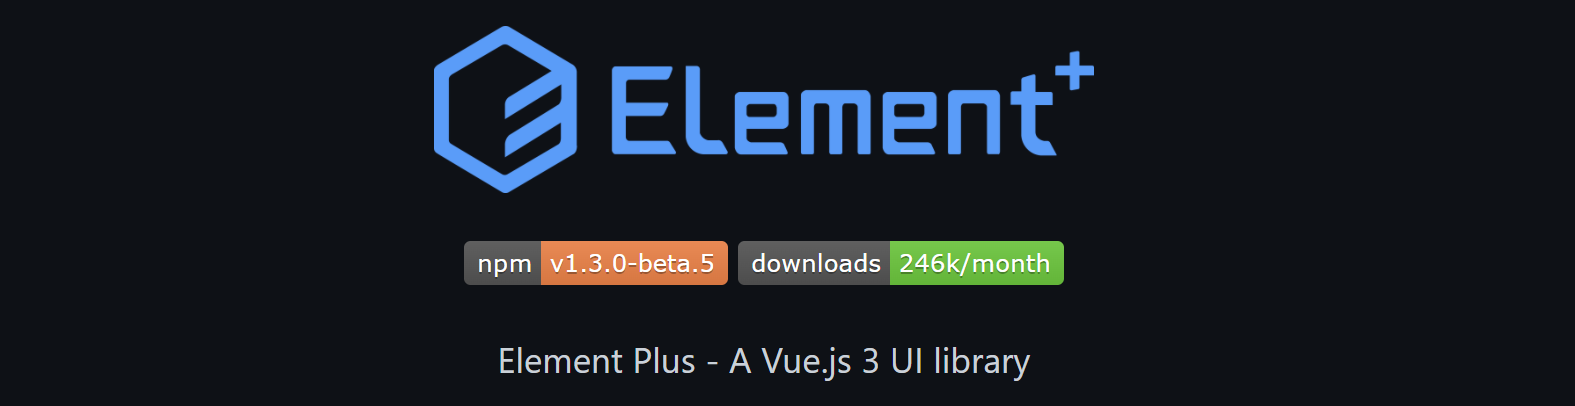 Element+
npm v1.3.0-beta.5 downloads 246k/month
Element Plus - A Vue.js 3 UI library